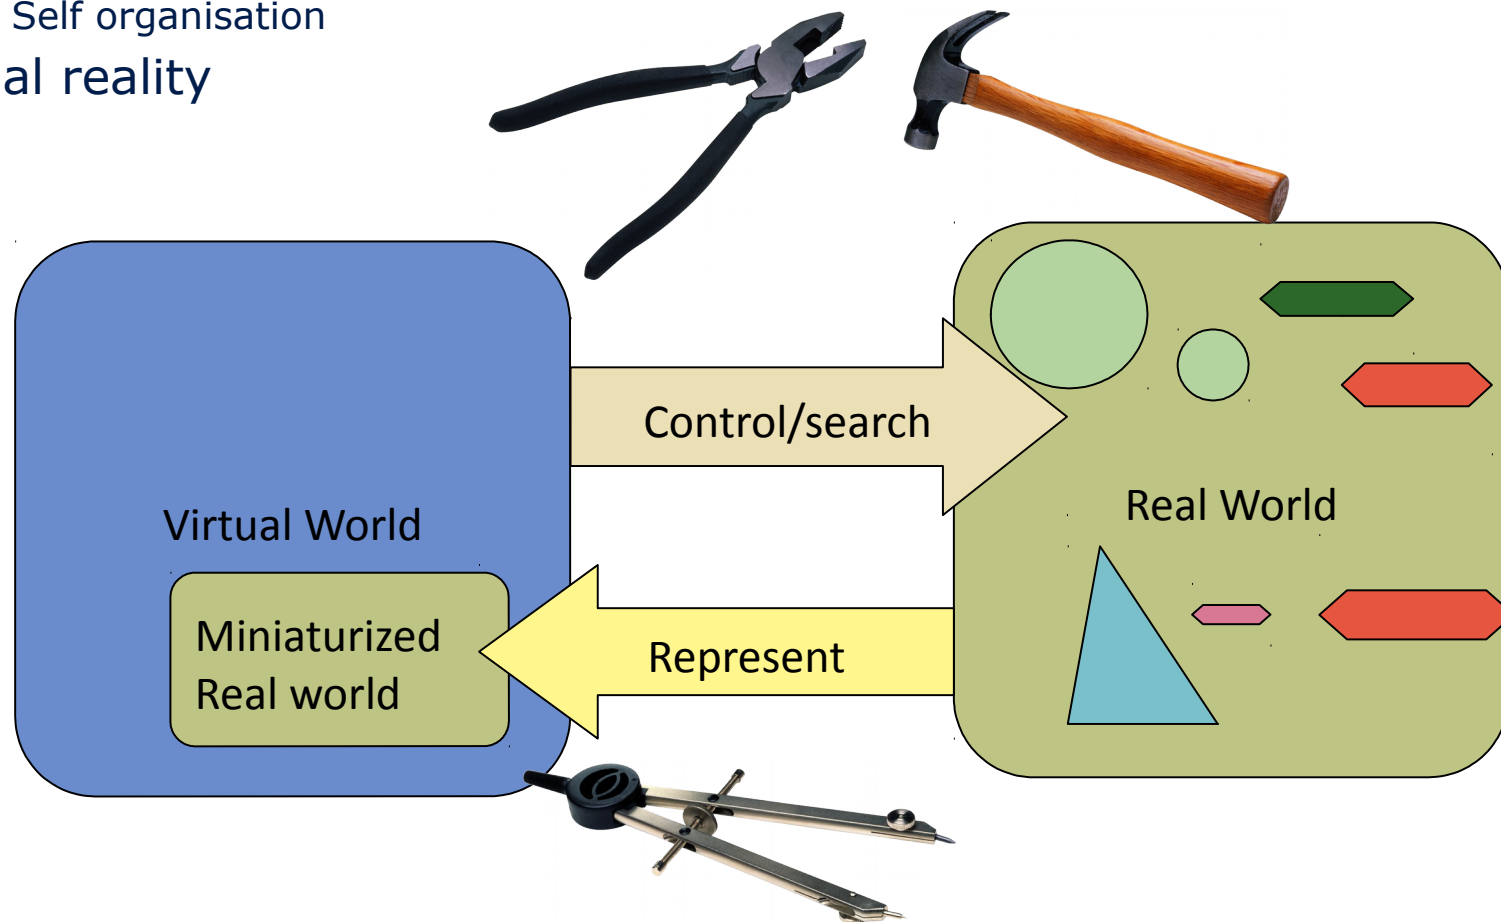 Self organisation
al reality
Control/search
Real World
Virtual World
Miniaturized
Real world
Represent